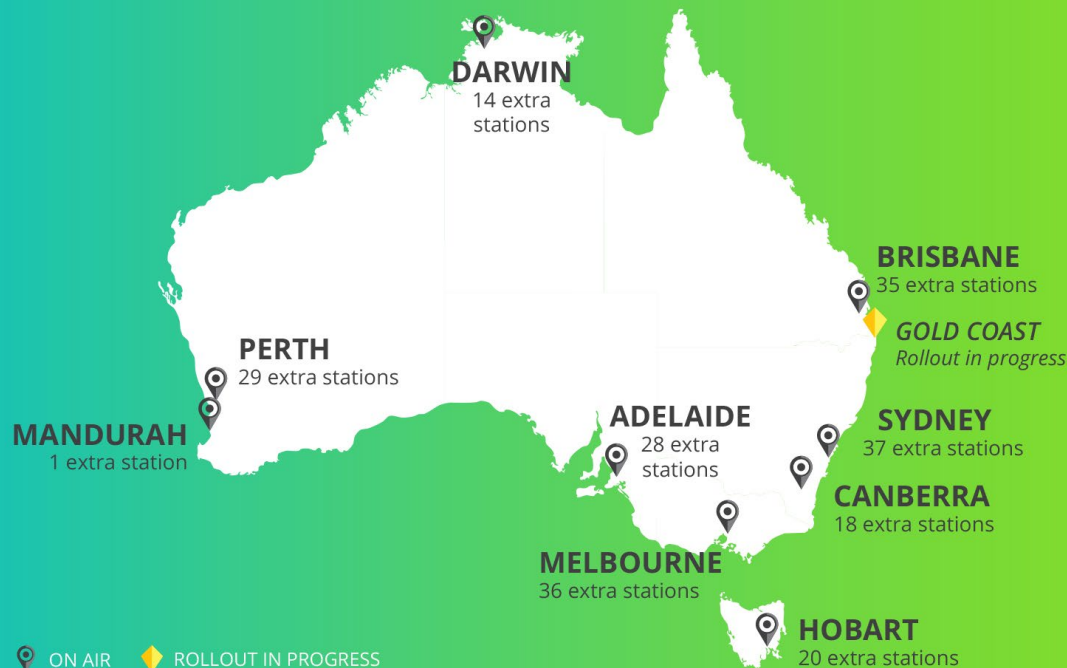 DARWIN
14 extra
stations
BRISBANE
35 extra stations
GOLD COAST
Rollout in progress
PERTH
29 extra stations
MANDURAH
1 extra station
ADELAIDE
28 extra
stations
SYDNEY
37 extra stations
CANBERRA
18 extra stations
MELBOURNE
36 extra stations
HOBART
20 extra stations
ON AIR
ROLLOUT IN PROGRESS